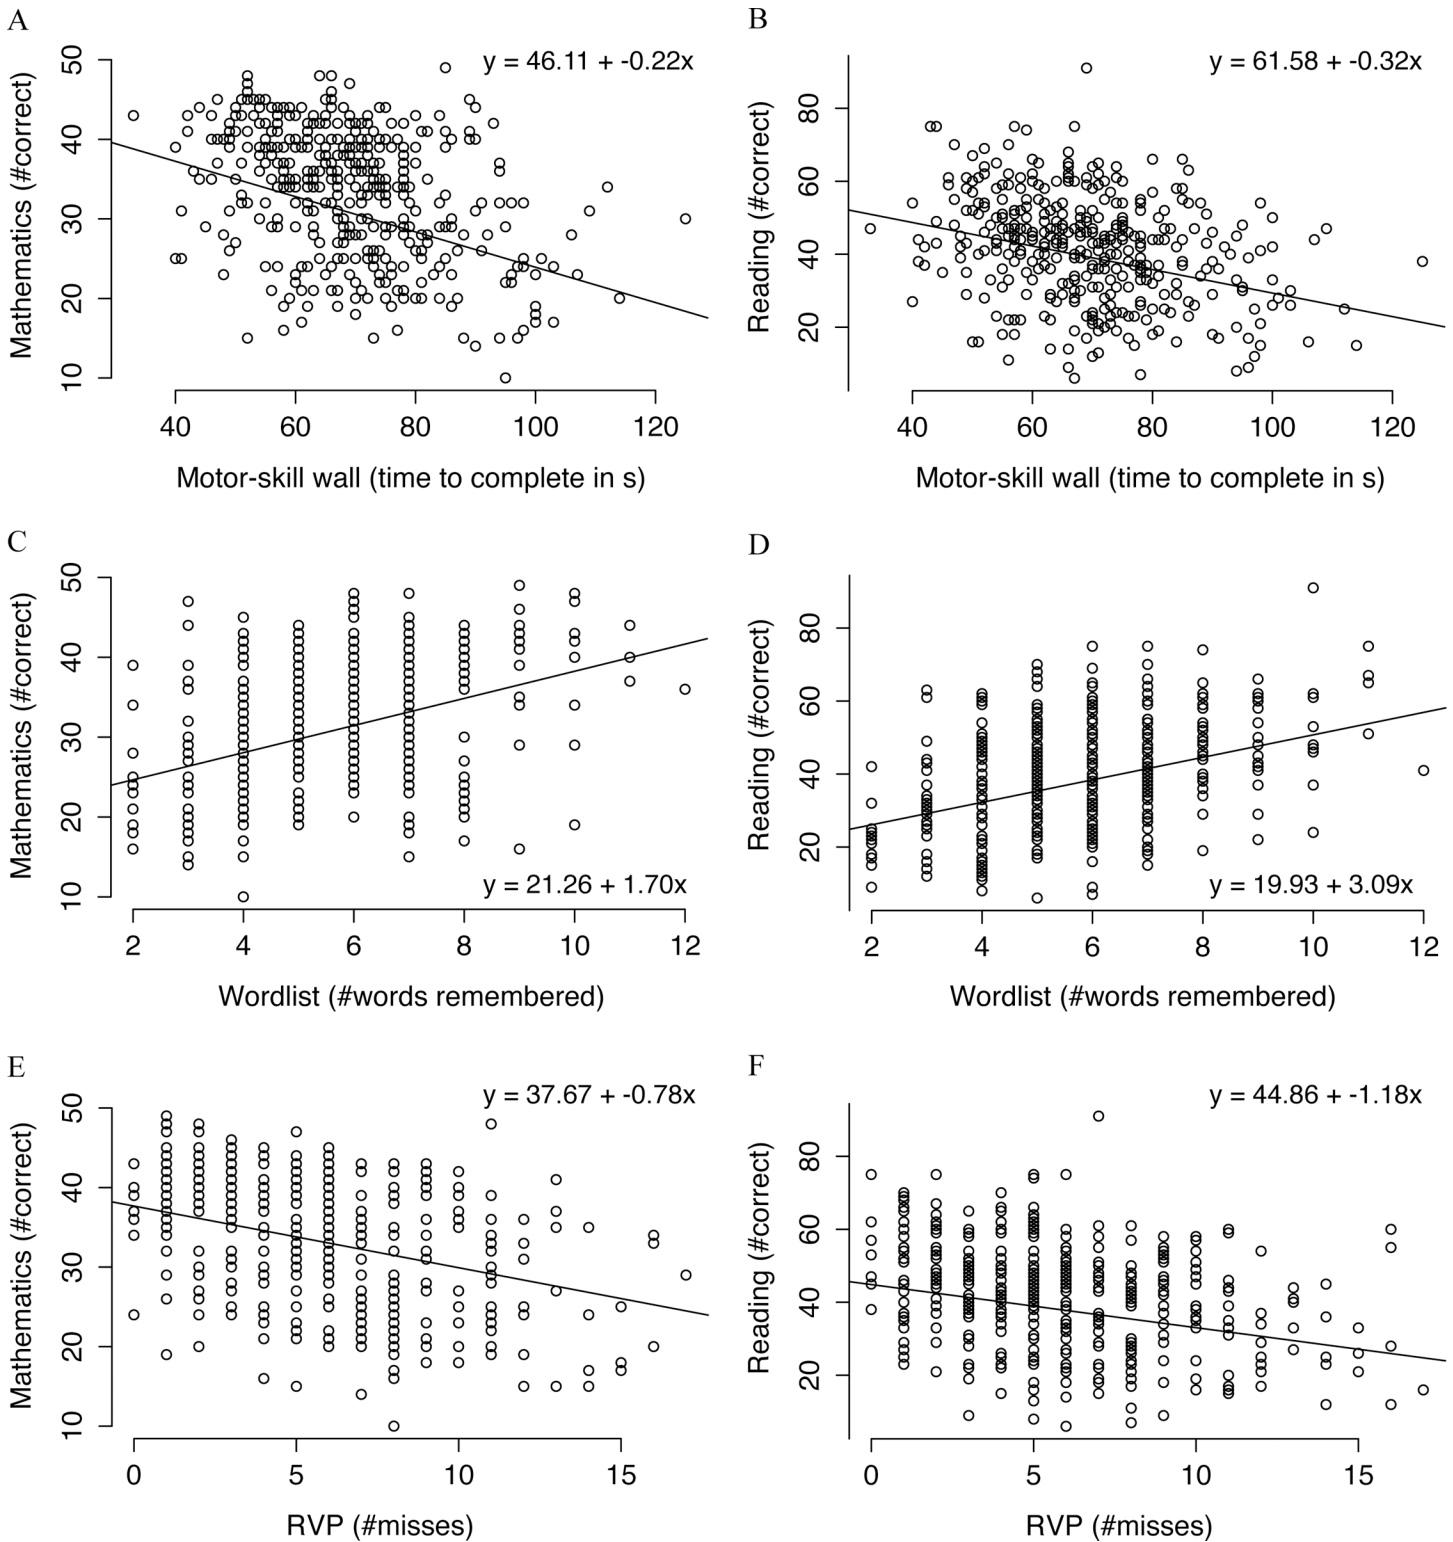 A
y = 46.11 + -0.22x
Mathematics (#correct)
50
40
30
20
10
40 60 80 100 120
Motor-skill wall (time to complete in s)
B
y = 61.58 + -0.32x
Reading (#correct)
80
60
40
20
40 60 80 100 120
Motor-skill wall (time to complete in s)
C
Mathematics (#correct)
50
40
30
20
10
y = 21.26 + 1.70x
2 4 6 8 10 12
Wordlist (#words remembered)
D
Reading (#correct)
80
60
40
20
y = 19.93 + 3.09x
2 4 6 8 10 12
Wordlist (#words remembered)
E
y = 37.67 + -0.78x
Mathematics (#correct)
50
40
30
20
10
0 5 10 15
RVP (#misses)
F
y = 44.86 + -1.18x
Reading (#correct)
80
60
40
20
0 5 10 15
RVP (#misses)